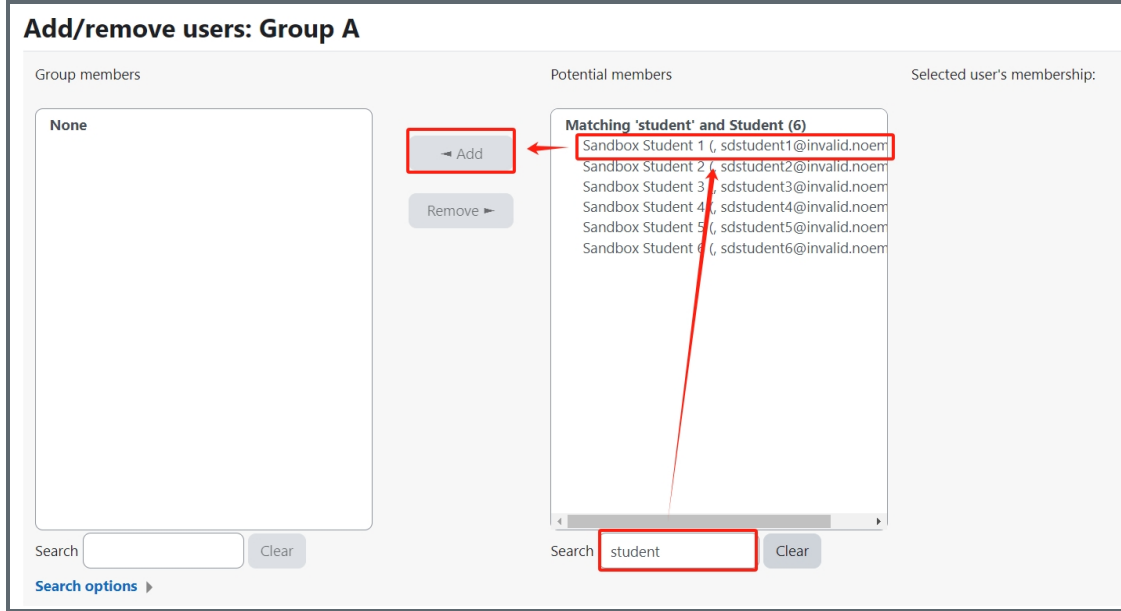 Add/remove users: Group A
Group members
Potential members
Selected user's membership:
None
◄ Add
Remove ►
Matching 'student' and Student (6)
Sandbox Student 1 (, sdstudent1@invalid.noem
Sandbox Student 2 (, sdstudent2@invalid.noem
Sandbox Student 3 (, sdstudent3@invalid.noem
Sandbox Student 4 (, sdstudent4@invalid.noem
Sandbox Student 5 (, sdstudent5@invalid.noem
Sandbox Student 6 (, sdstudent6@invalid.noem
Search
Clear
Search student
Clear
Search options